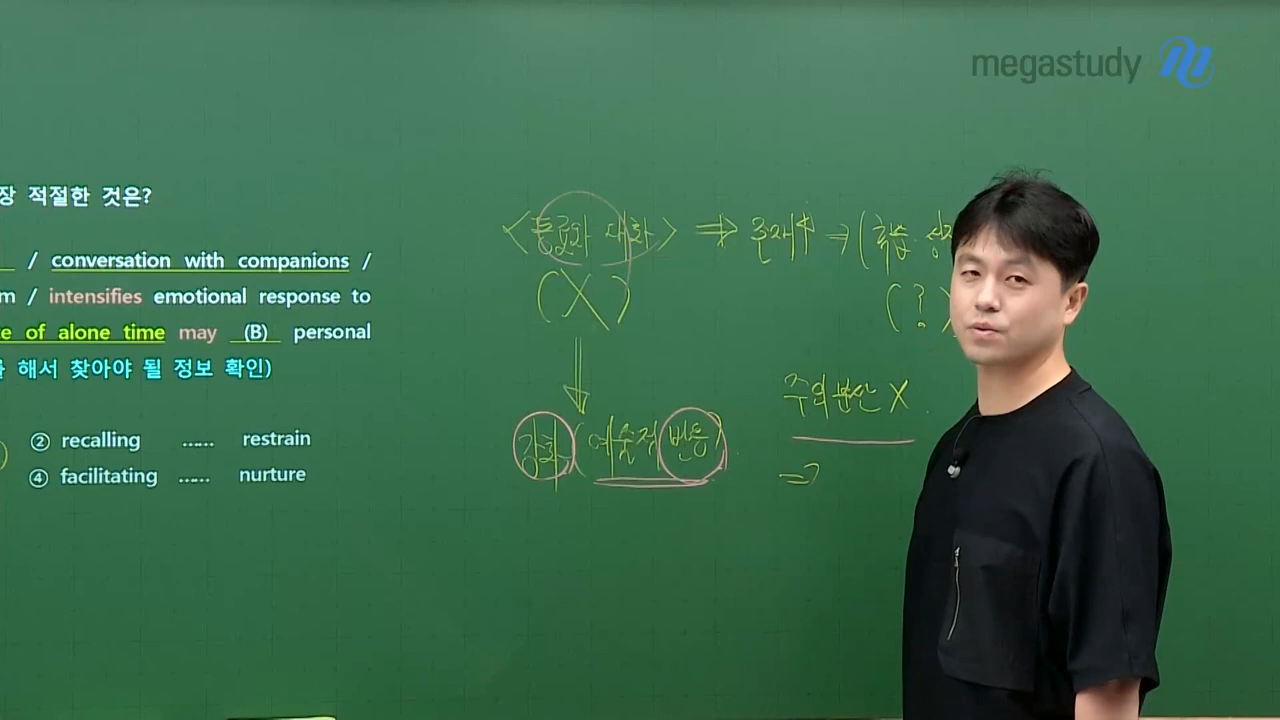 megastudy
장 적절한 것은?
/ conversation with companions /
m / intensifies emotional response to
e of alone time may (B) personal
해서 찾아야 될 정보 확인)
② recalling ...... restrain
④ facilitating ...... nurture
<동료와 대화> ⇒ 존재 → (
(X) (?)
주의분산 X
강화 (예술적 반응)
⇒